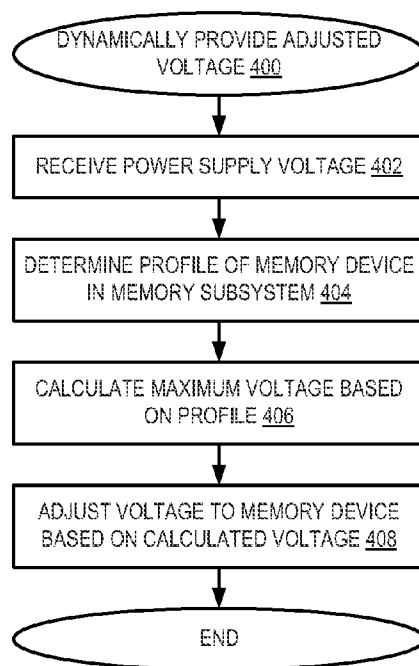 DYNAMICALLY PROVIDE ADJUSTED
VOLTAGE 400
RECEIVE POWER SUPPLY VOLTAGE 402
DETERMINE PROFILE OF MEMORY DEVICE
IN MEMORY SUBSYSTEM 404
CALCULATE MAXIMUM VOLTAGE BASED
ON PROFILE 406
ADJUST VOLTAGE TO MEMORY DEVICE
BASED ON CALCULATED VOLTAGE 408
END